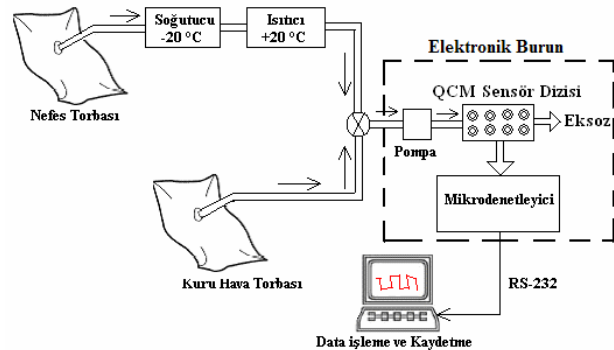 Soğutucu
-20 °C
Isıtıcı
+20 °C
Nefes Torbası
Elektronik Burun
QCM Sensör Dizisi
Eksoz
Pompa
Mikrodenetleyici
Kuru Hava Torbası
RS-232
Data işleme ve Kaydetme